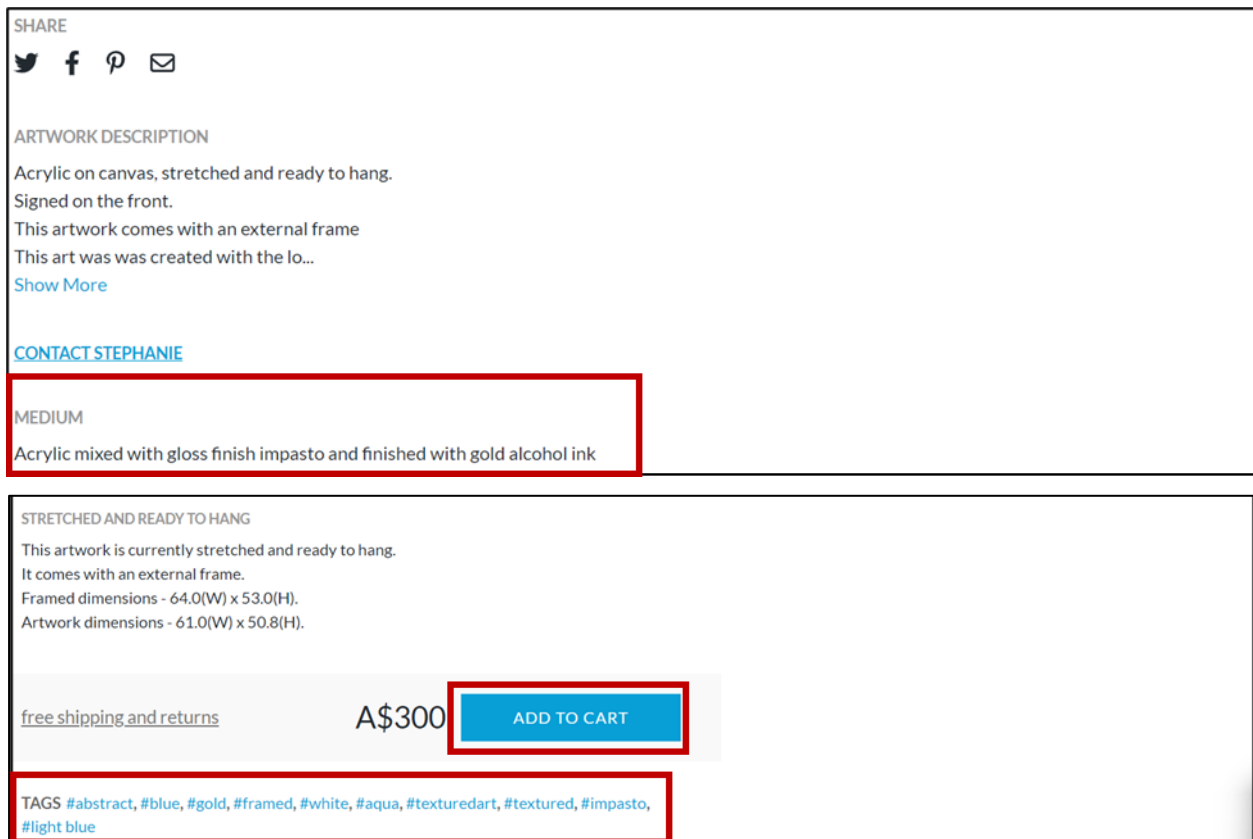 SHARE
ARTWORK DESCRIPTION
Acrylic on canvas, stretched and ready to hang.
Signed on the front.
This artwork comes with an external frame
This art was was created with the lo...
Show More
CONTACT STEPHANIE
MEDIUM
Acrylic mixed with gloss finish impasto and finished with gold alcohol ink
STRETCHED AND READY TO HANG
This artwork is currently stretched and ready to hang.
It comes with an external frame.
Framed dimensions - 64.0(W) x 53.0(H).
Artwork dimensions - 61.0(W) x 50.8(H).
free shipping and returns A$300 ADD TO CART
TAGS #abstract, #blue, #gold, #framed, #white, #aqua, #texturedart, #textured, #impasto,
#light blue